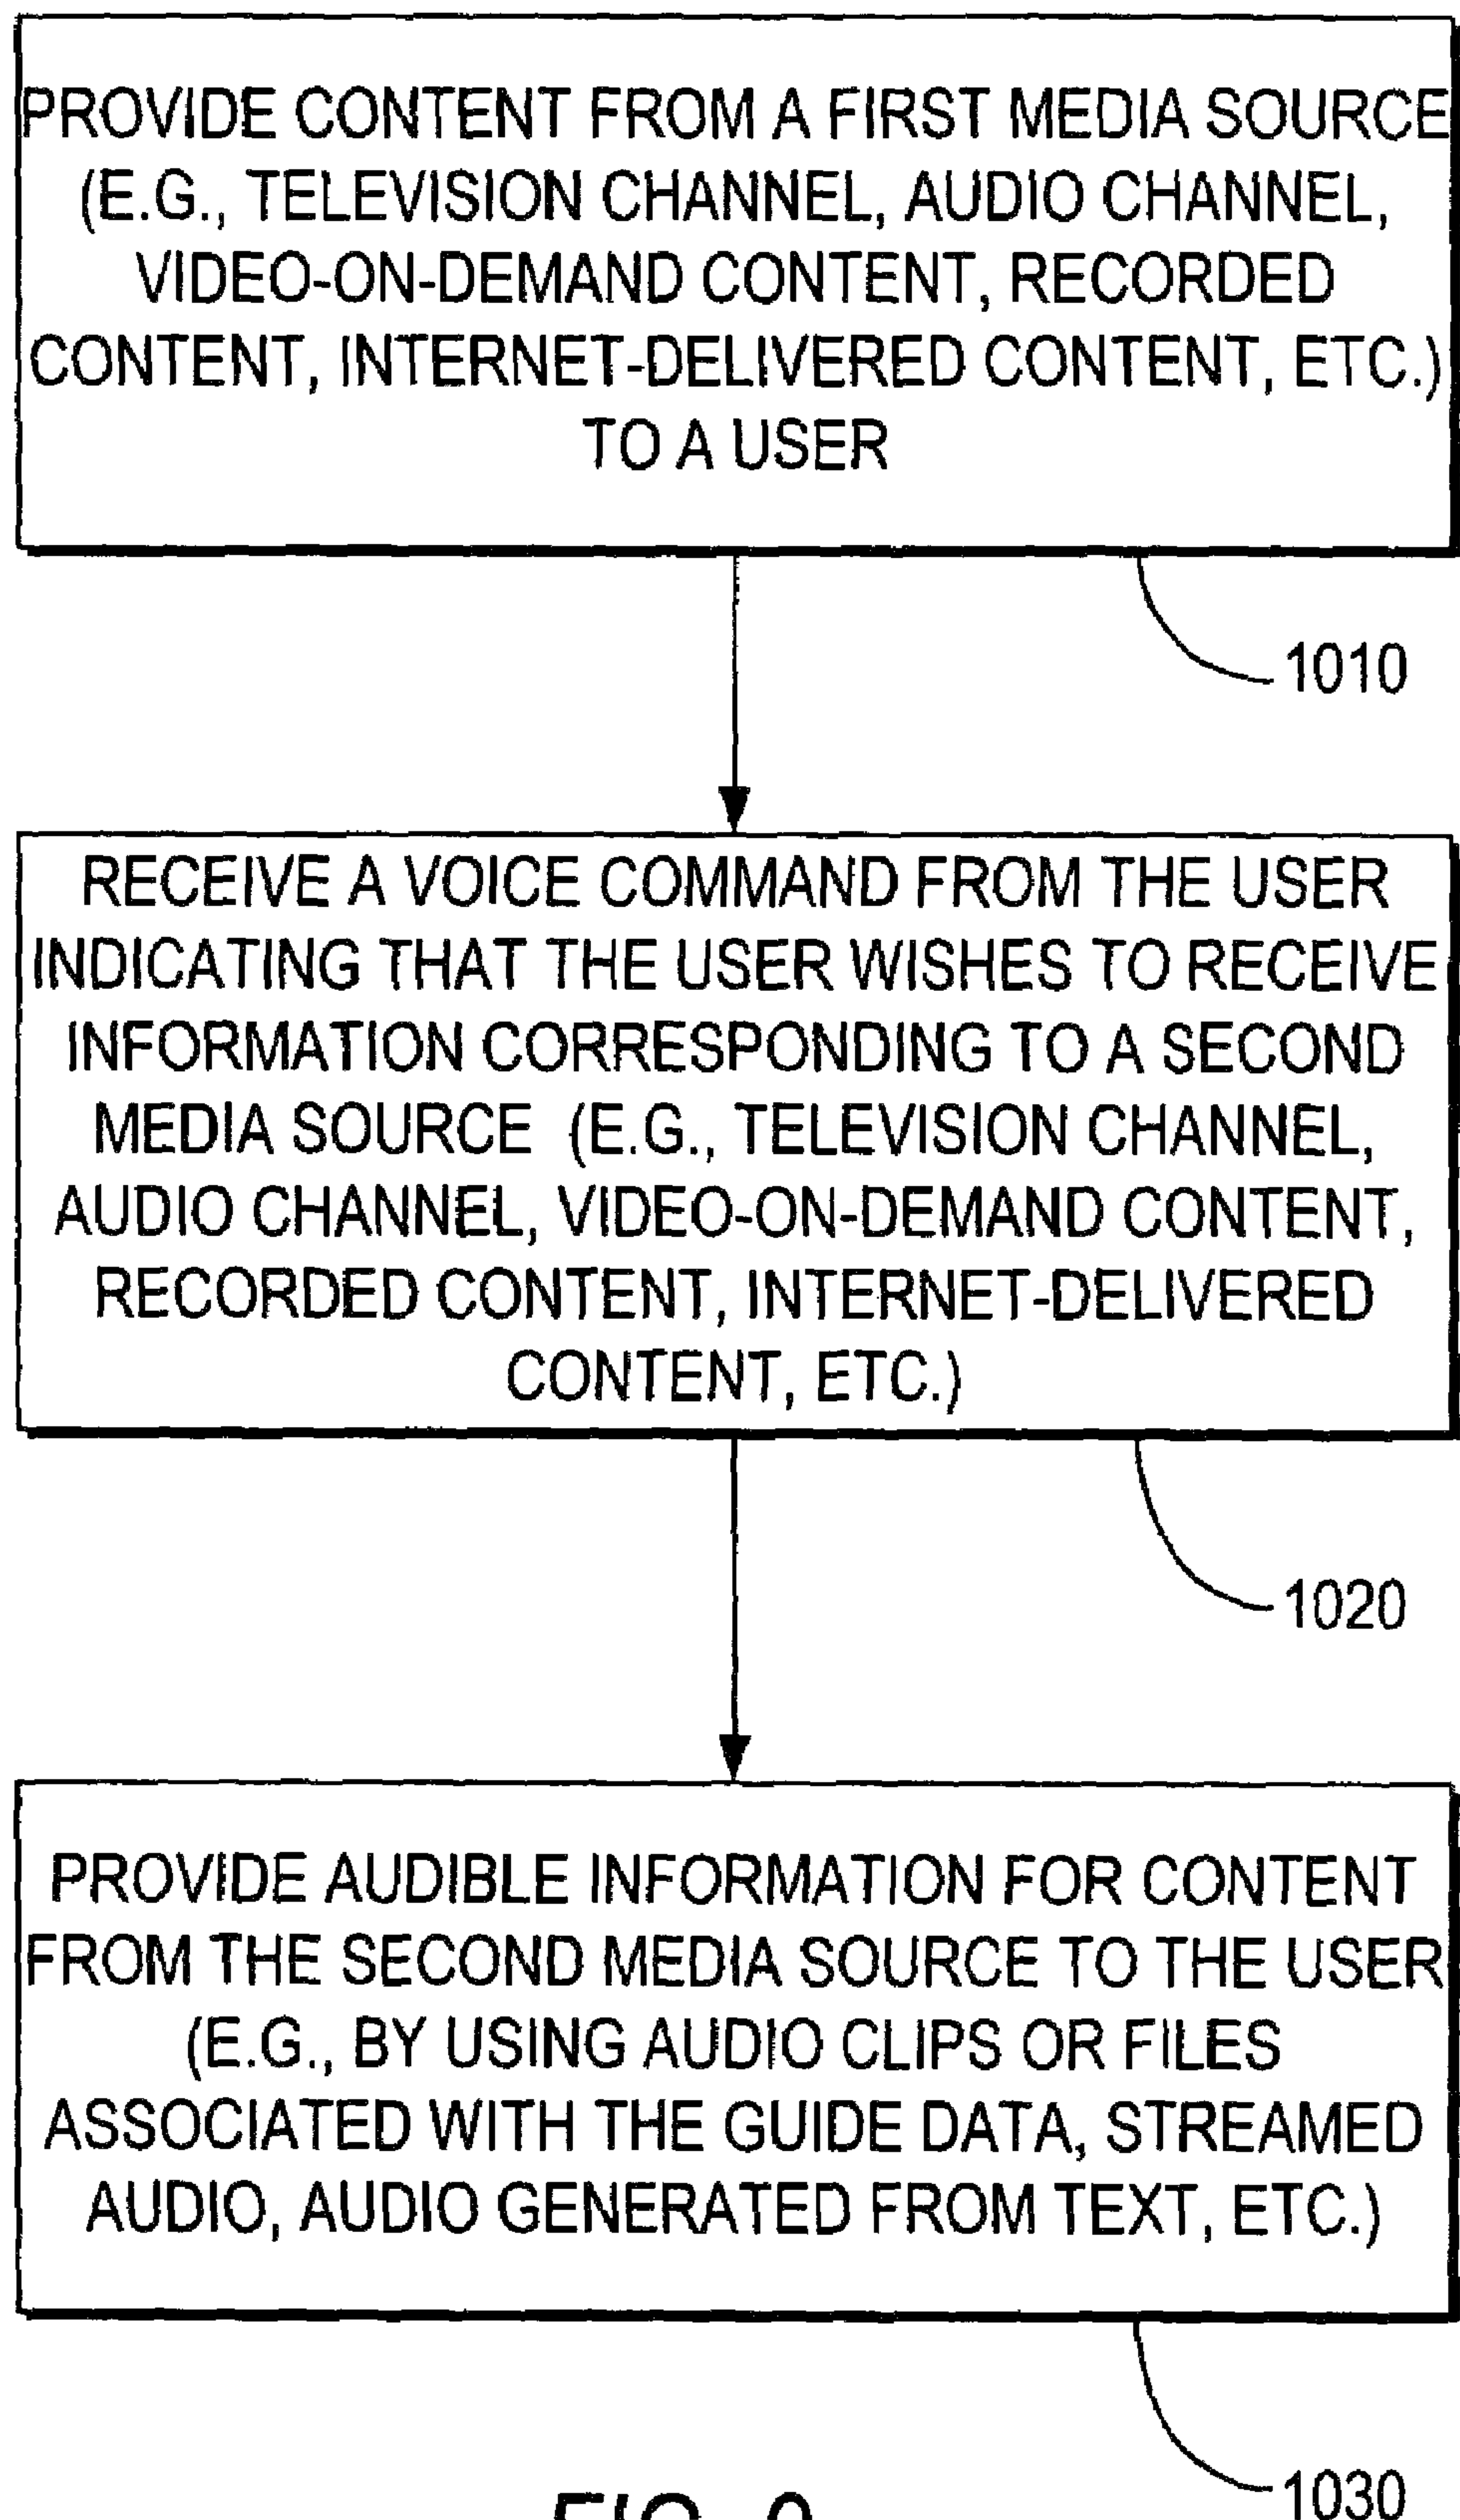 PROVIDE CONTENT FROM A FIRST MEDIA SOURCE
(E.G., TELEVISION CHANNEL, AUDIO CHANNEL,
VIDEO-ON-DEMAND CONTENT, RECORDED
CONTENT, INTERNET-DELIVERED CONTENT, ETC.)
TO A USER
1010
RECEIVE A VOICE COMMAND FROM THE USER
INDICATING THAT THE USER WISHES TO RECEIVE
INFORMATION CORRESPONDING TO A SECOND
MEDIA SOURCE (E.G., TELEVISION CHANNEL,
AUDIO CHANNEL, VIDEO-ON-DEMAND CONTENT,
RECORDED CONTENT, INTERNET-DELIVERED
CONTENT, ETC.)
1020
PROVIDE AUDIBLE INFORMATION FOR CONTENT
FROM THE SECOND MEDIA SOURCE TO THE USER
(E.G., BY USING AUDIO CLIPS OR FILES
ASSOCIATED WITH THE GUIDE DATA, STREAMED
AUDIO, AUDIO GENERATED FROM TEXT, ETC.)
1030
FIG.